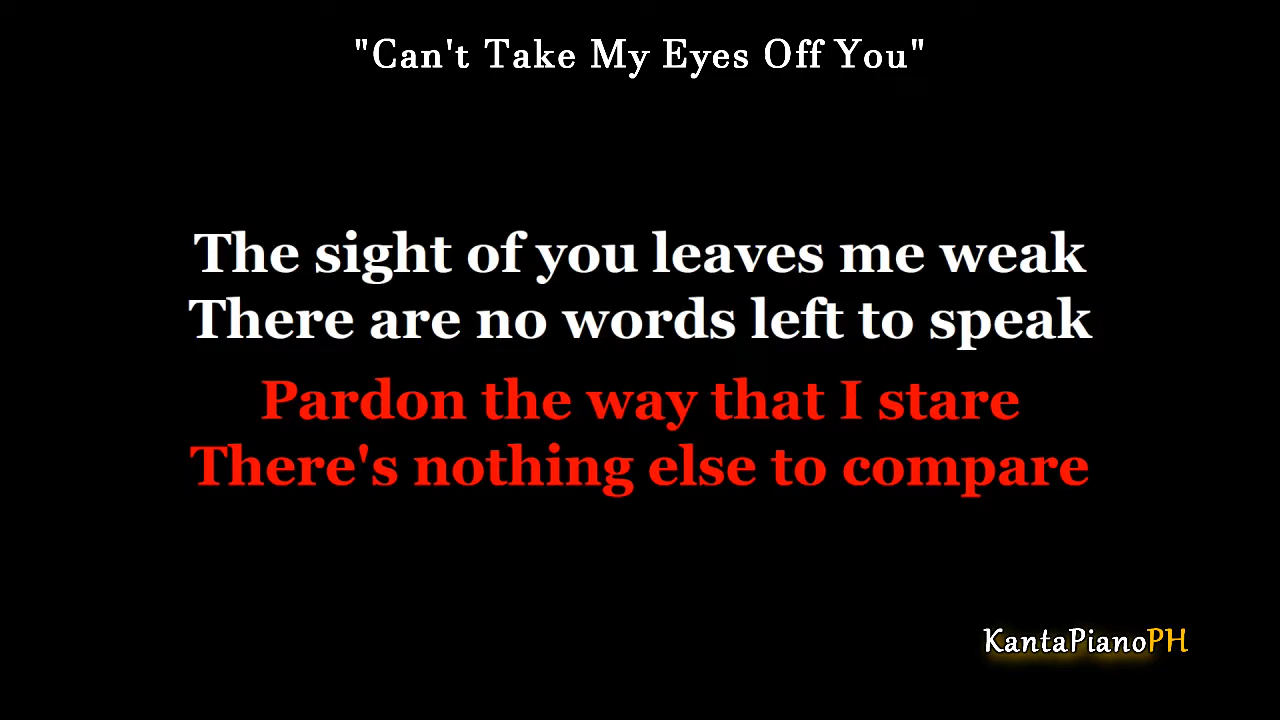 "Can't Take My Eyes Off You"
The sight of you leaves me weak
There are no words left to speak
Pardon the way that I stare
There's nothing else to compare
KantaPianoPH